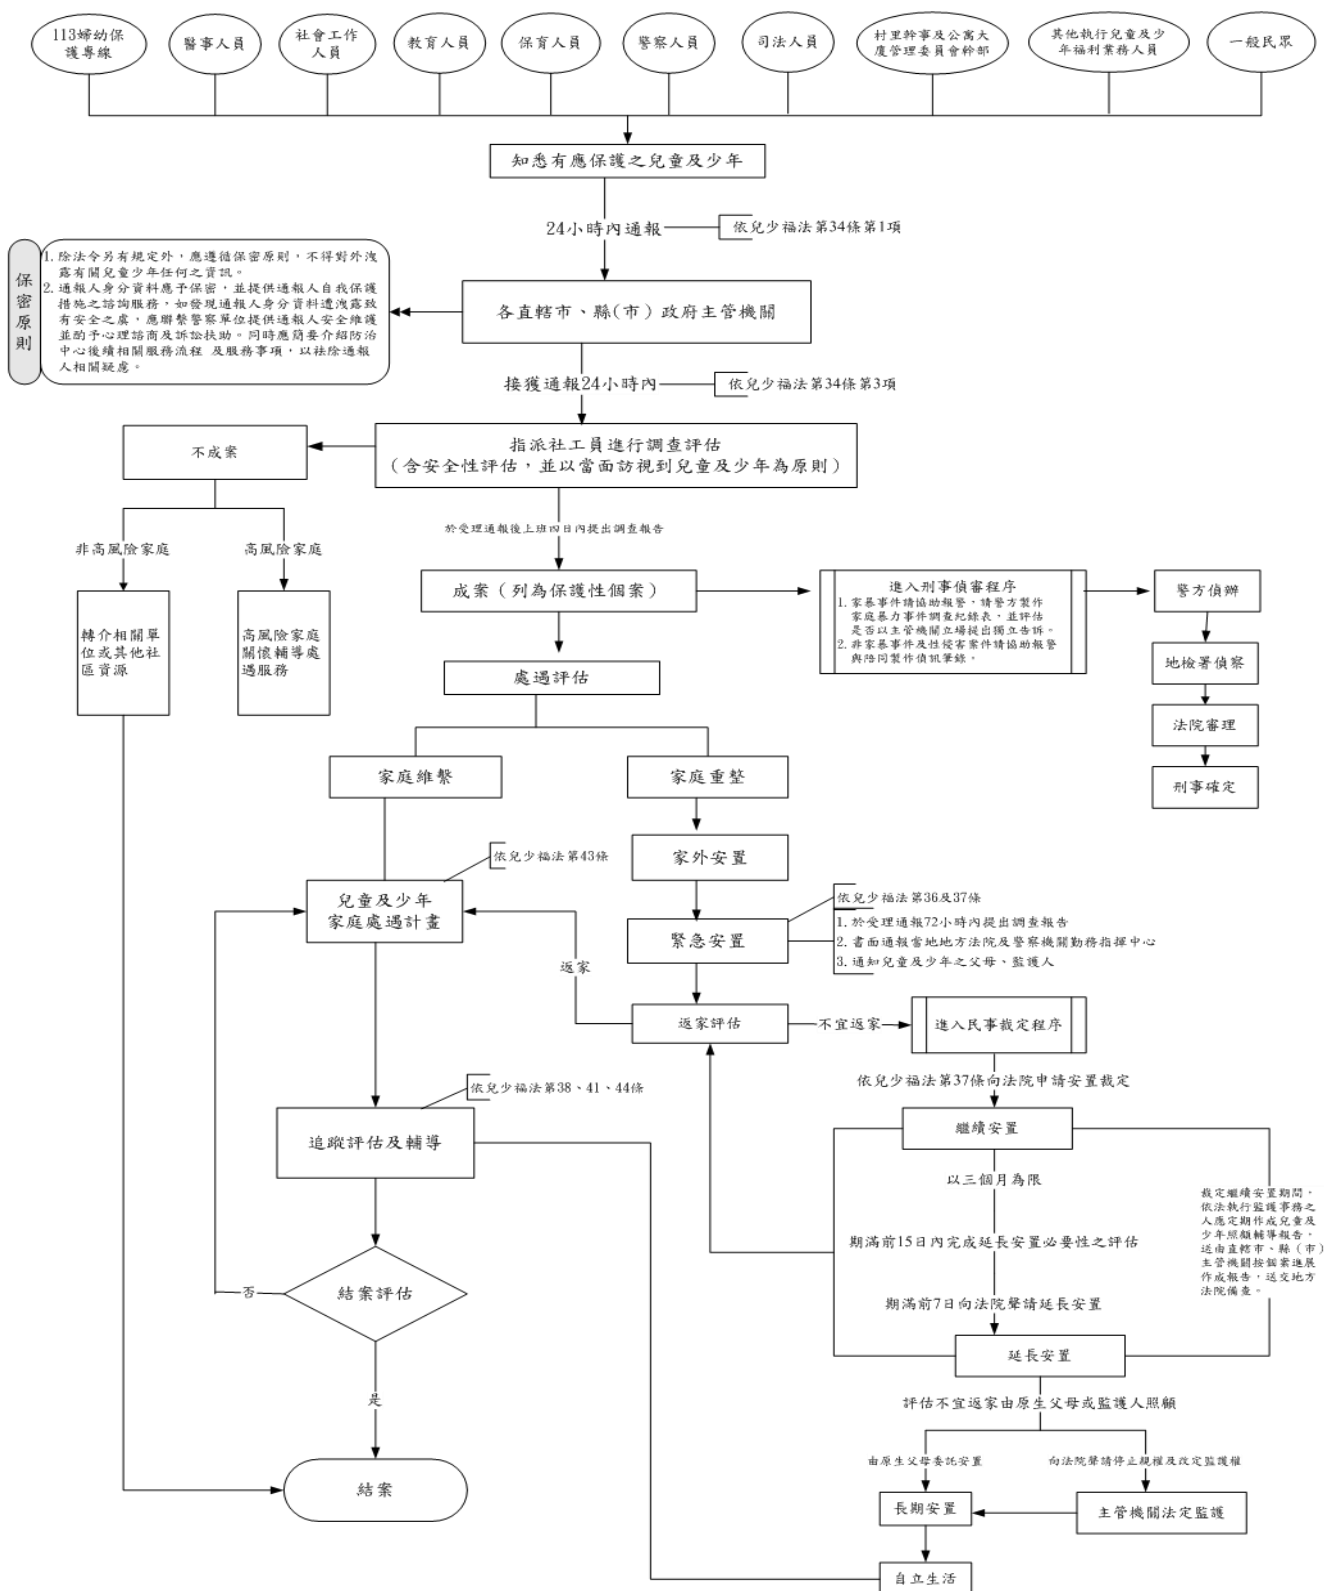 113婦幼保
護專線
醫事人員
社會工作
人員
教育人員
保育人員
警察人員
司法人員
村里幹事及公寓大
廈管理委員會幹部
其他執行兒童及少
年福利業務人員
一般民眾
知悉有應保護之兒童及少年
24小時內通報
依兒少福法第34條第1項
保密原則
1. 除法令另有規定外，應遵循保密原則，不得對外洩
露有關兒童少年任何之資訊。
2. 通報人身分資料應予保密，並提供通報人自我保護
措施之諮詢服務，如發現通報人身分資料遭洩露致
有安全之虞，應聯繫警察單位提供通報人安全維護
並酌予心理諮商及訴訟扶助。同時應簡要介紹防治
中心後續相關服務流程 及服務事項，以袪除通報
人相關疑慮。
各直轄市、縣(市) 政府主管機關
接獲通報24小時內
依兒少福法第34條第3項
不成案
指派社工員進行調查評估
（含安全性評估，並以當面訪視到兒童及少年為原則）
於受理通報後上班四日內提出調查報告
非高風險家庭
高風險家庭
轉介相關單
位或其他社
區資源
高風險家庭
關懷輔導處
遇服務
成案（列為保護性個案）
進入刑事偵審程序
1. 家暴事件請協助報警，請警方製作
家庭暴力事件調查紀錄表，並評估
是否以主管機關立場提出獨立告訴。
2. 非家暴事件及性侵害案件請協助報警
與陪同製作偵訊筆錄。
警方偵辦
地檢署偵察
法院審理
刑事確定
處遇評估
家庭維繫
家庭重整
家外安置
依兒少福法第43條
兒童及少年
家庭處遇計畫
緊急安置
依兒少福法第36及37條
1. 於受理通報72小時內提出調查報告
2. 書面通報當地地方法院及警察機關勤務指揮中心
3. 通知兒童及少年之父母、監護人
返家
返家評估
不宜返家
進入民事裁定程序
依兒少福法第37條向法院申請安置裁定
依兒少福法第38、41、44條
追蹤評估及輔導
繼續安置
以三個月為限
期滿前15日內完成延長安置必要性之評估
期滿前7日向法院聲請延長安置
裁定繼續安置期間，
依法執行監護事務之
人應定期作成兒童及
少年照顧輔導報告，
送由直轄市、縣（市）
主管機關按個案進展
作成報告，送交地方
法院備查。
否
結案評估
延長安置
是
評估不宜返家由原生父母或監護人照顧
由原生父母委託安置
向法院聲請停止親權及改定監護權
結案
長期安置
主管機關法定監護
自立生活